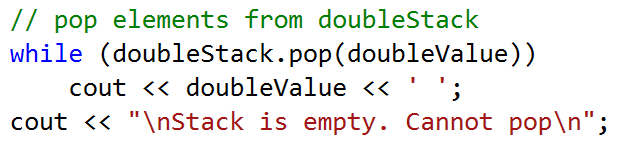 // pop elements from doubleStack
while (doubleStack.pop(doubleValue))
    cout << doubleValue << ' ';
cout << "\nStack is empty. Cannot pop\n";